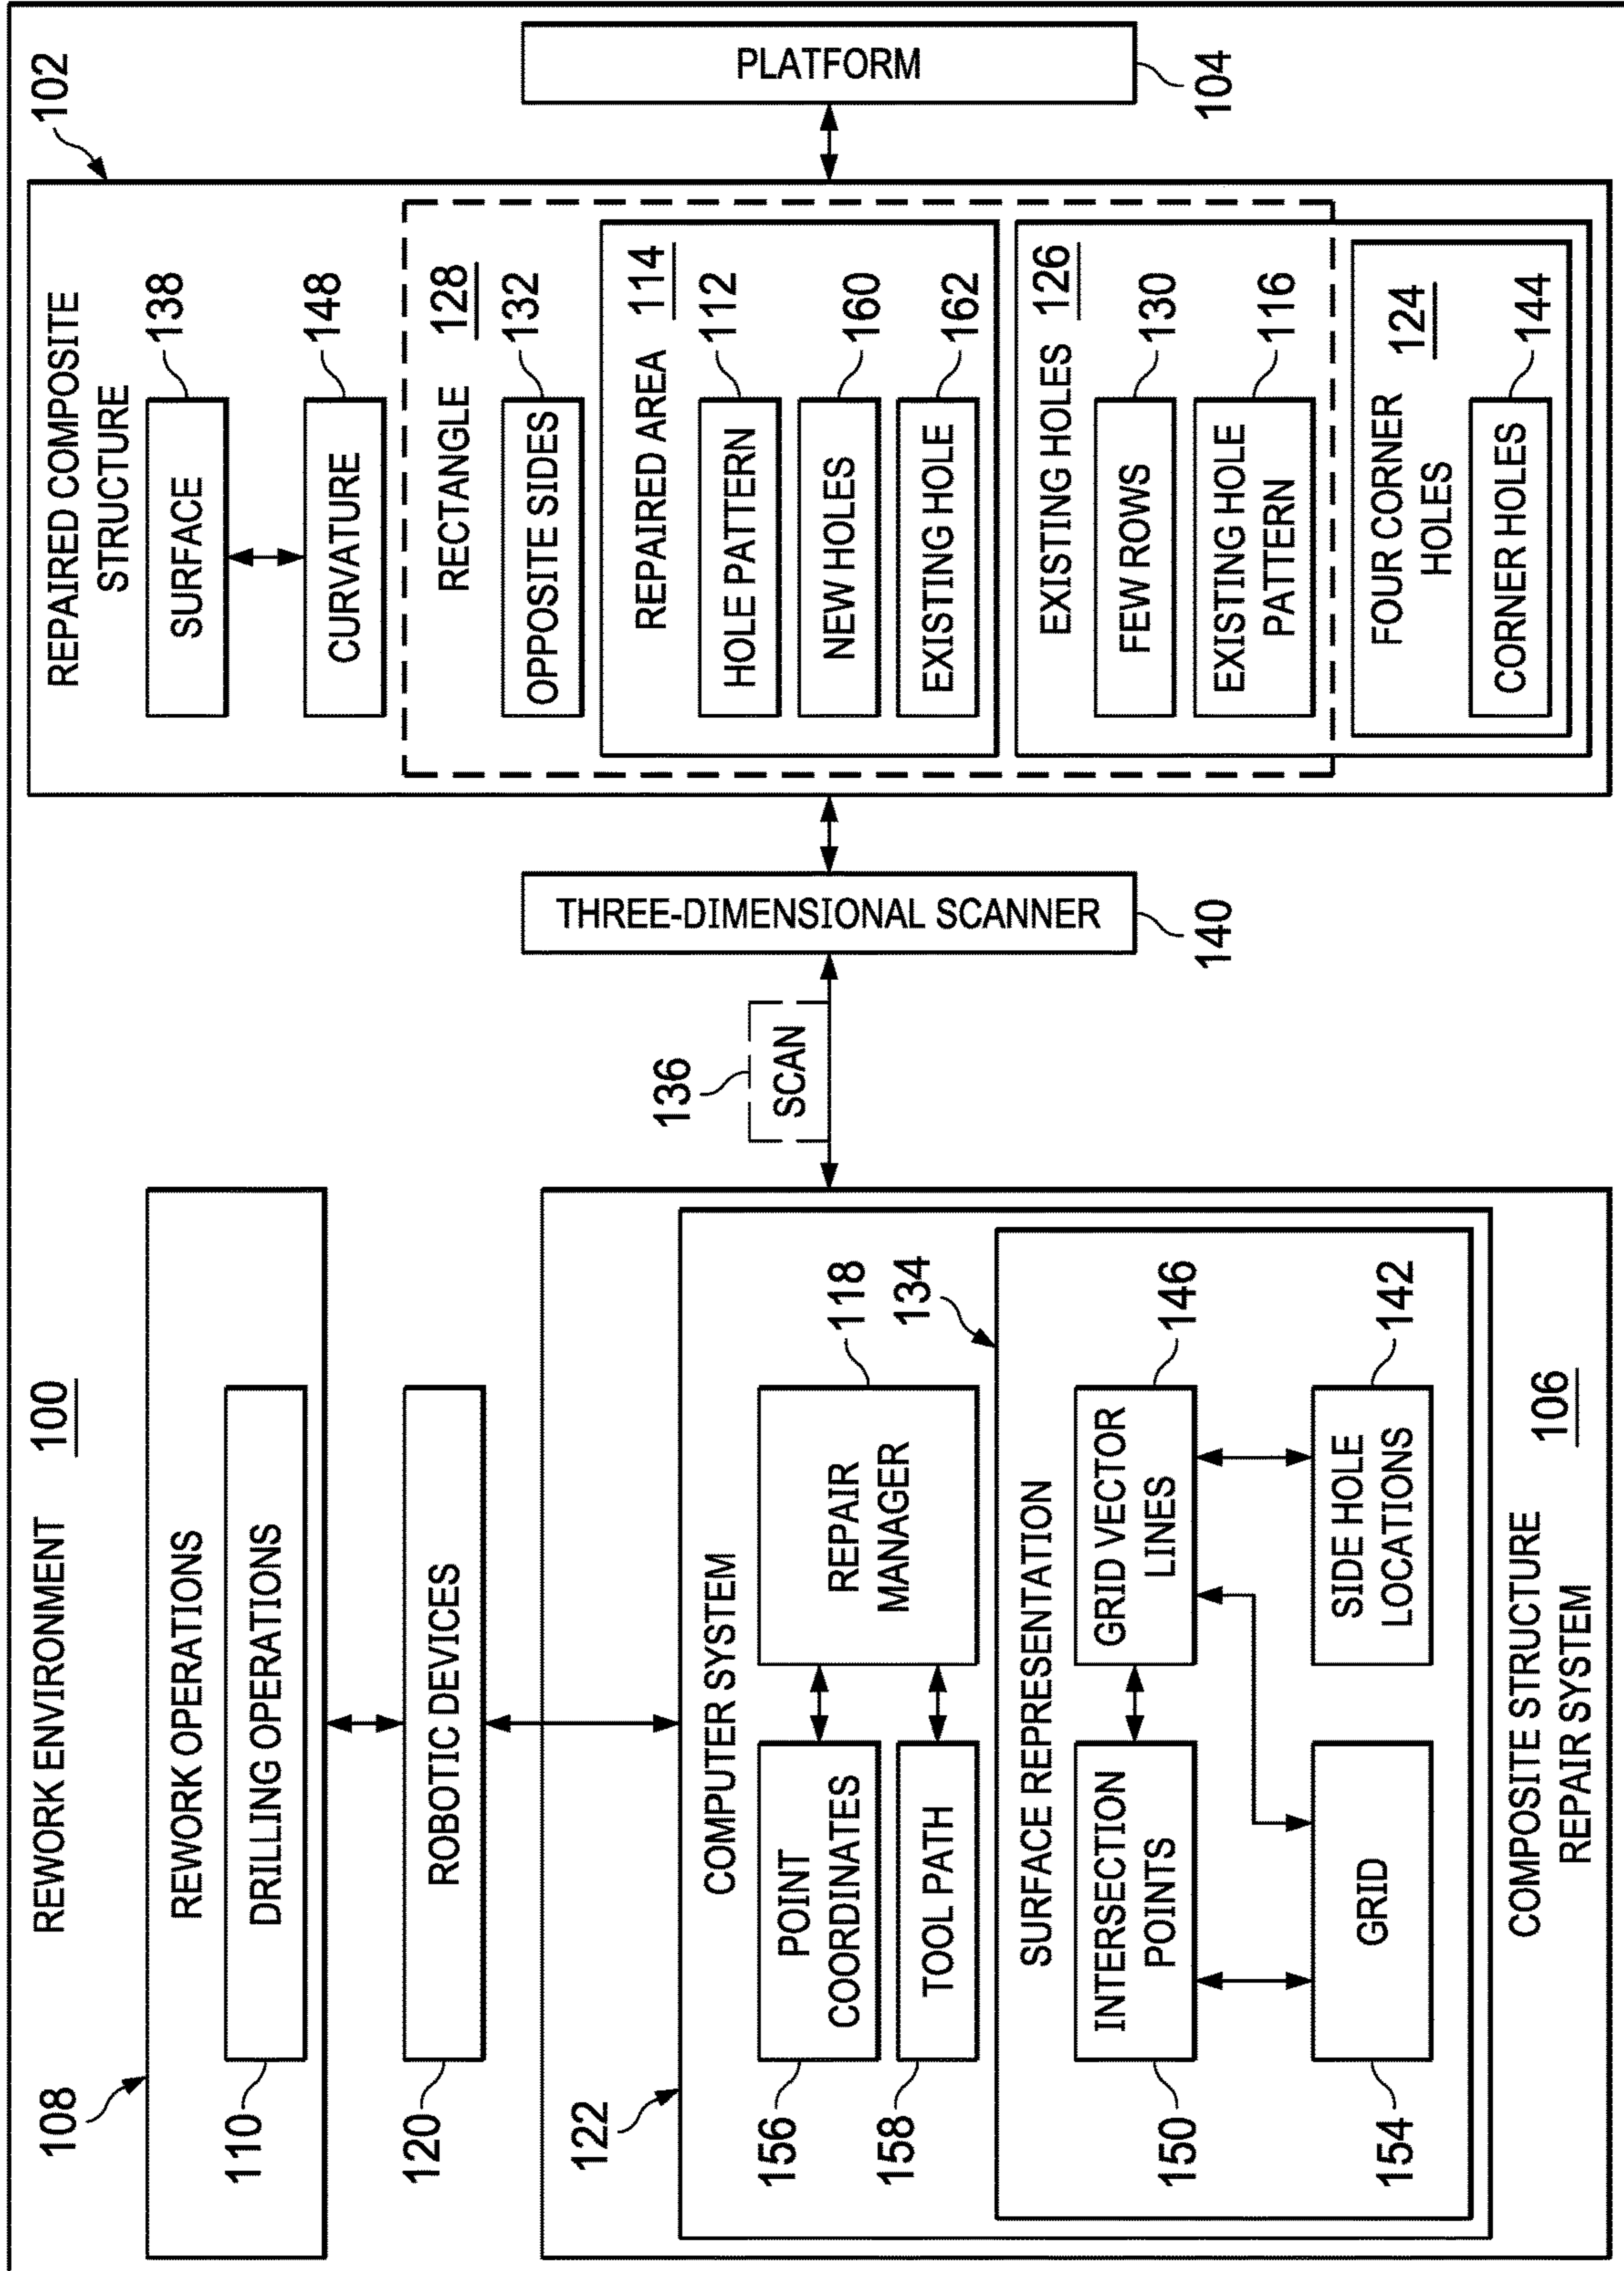 REWORK ENVIRONMENT 100
108
REWORK OPERATIONS
110
DRILLING OPERATIONS
120
ROBOTIC DEVICES
122
COMPUTER SYSTEM
156
POINT
COORDINATES
158
TOOL PATH
REPAIR
MANAGER
118
134
SURFACE REPRESENTATION
150
INTERSECTION
POINTS
GRID VECTOR
LINES
146
154
GRID
SIDE HOLE
LOCATIONS
142
COMPOSITE STRUCTURE
REPAIR SYSTEM
106
136
SCAN
THREE-DIMENSIONAL SCANNER
140
102
REPAIRED COMPOSITE
STRUCTURE
SURFACE
138
CURVATURE
148
RECTANGLE 128
OPPOSITE SIDES
132
REPAIRED AREA 114
HOLE PATTERN
112
NEW HOLES
160
EXISTING HOLE
162
EXISTING HOLES 126
FEW ROWS
130
EXISTING HOLE
PATTERN
116
FOUR CORNER
HOLES
124
CORNER HOLES
144
PLATFORM
104